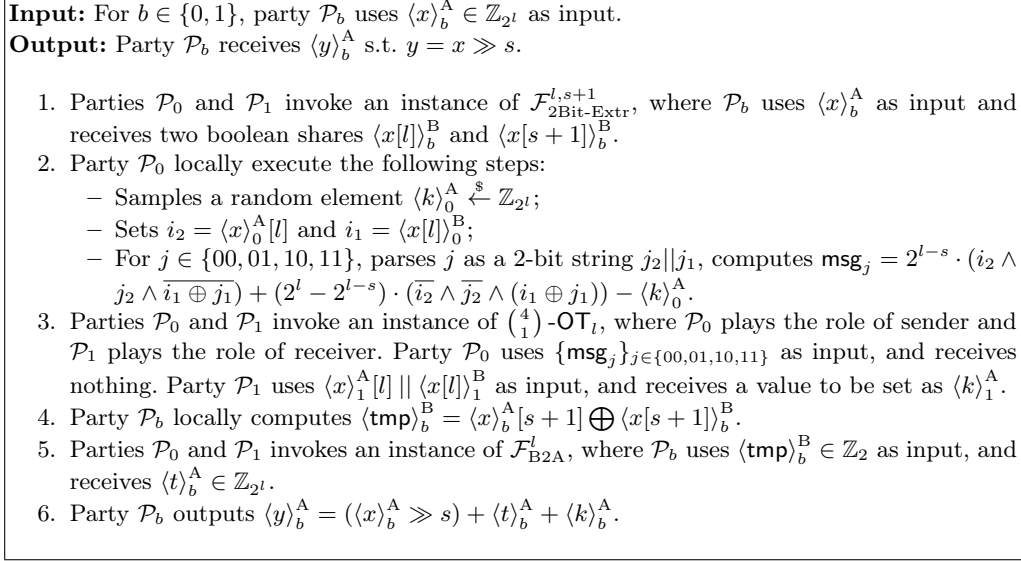 Input: For b ∈ {0, 1}, party 𝒫_b uses ⟨x⟩_b^A ∈ ℤ_{2^l} as input.
Output: Party 𝒫_b receives ⟨y⟩_b^A s.t. y = x ≫ s.
1. Parties 𝒫_0 and 𝒫_1 invoke an instance of ℱ_{2Bit-Extr}^{l,s+1}, where 𝒫_b uses ⟨x⟩_b^A as input and
receives two boolean shares ⟨x[l]⟩_b^B and ⟨x[s + 1]⟩_b^B.
2. Party 𝒫_0 locally execute the following steps:
– Samples a random element ⟨k⟩_0^A ←^$ ℤ_{2^l};
– Sets i_2 = ⟨x⟩_0^A[l] and i_1 = ⟨x[l]⟩_0^B;
– For j ∈ {00, 01, 10, 11}, parses j as a 2-bit string j_2||j_1, computes msg_j = 2^{l−s} · (i_2 ∧
j_2 ∧ \overline{i_1 ⊕ j_1}) + (2^l − 2^{l−s}) · (\overline{i_2} ∧ \overline{j_2} ∧ (i_1 ⊕ j_1)) − ⟨k⟩_0^A.
3. Parties 𝒫_0 and 𝒫_1 invoke an instance of \binom{4}{1}-OT_l, where 𝒫_0 plays the role of sender and
𝒫_1 plays the role of receiver. Party 𝒫_0 uses {msg_j}_{j∈{00,01,10,11}} as input, and receives
nothing. Party 𝒫_1 uses ⟨x⟩_1^A[l] || ⟨x[l]⟩_1^B as input, and receives a value to be set as ⟨k⟩_1^A.
4. Party 𝒫_b locally computes ⟨tmp⟩_b^B = ⟨x⟩_b^A[s + 1] ⨁ ⟨x[s + 1]⟩_b^B.
5. Parties 𝒫_0 and 𝒫_1 invokes an instance of ℱ_{B2A}^l, where 𝒫_b uses ⟨tmp⟩_b^B ∈ ℤ_2 as input, and
receives ⟨t⟩_b^A ∈ ℤ_{2^l}.
6. Party 𝒫_b outputs ⟨y⟩_b^A = (⟨x⟩_b^A ≫ s) + ⟨t⟩_b^A + ⟨k⟩_b^A.